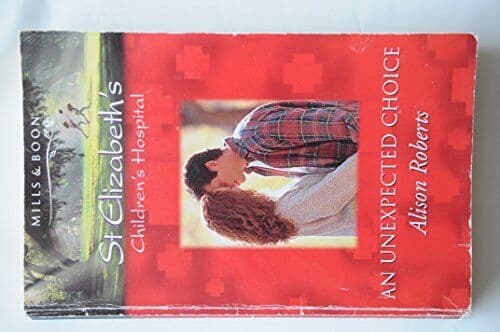 MILLS & BOON
St Elizabeth's
Children's Hospital
AN UNEXPECTED CHOICE
Alison Roberts